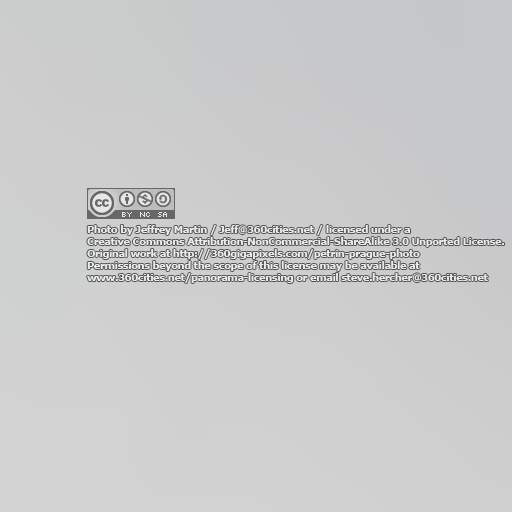 cc
BY NC SA
Photo by Jeffrey Martin / Jeff@360cities.net / licensed under a
Creative Commons Attribution-NonCommercial-ShareAlike 3.0 Unported License.
Original work at http://360gigapixels.com/petrin-prague-photo
Permissions beyond the scope of this license may be available at
www.360cities.net/panorama-licensing or email steve.hercher@360cities.net